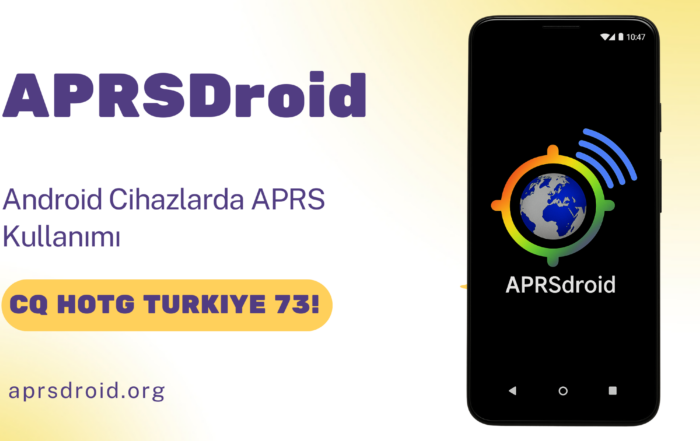 APRSDroid
Android Cihazlarda APRS
Kullanımı
CQ HOTG TURKIYE 73!
aprsdroid.org
10:47
APRSdroid